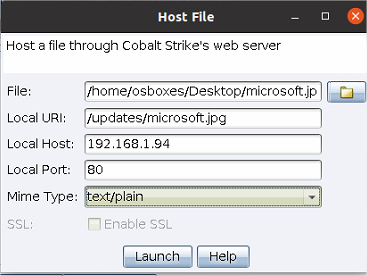 Host File
Host a file through Cobalt Strike's web server
File: /home/osboxes/Desktop/microsoft.jp
Local URI: /updates/microsoft.jpg
Local Host: 192.168.1.94
Local Port: 80
Mime Type: text/plain
SSL: Enable SSL
Launch Help